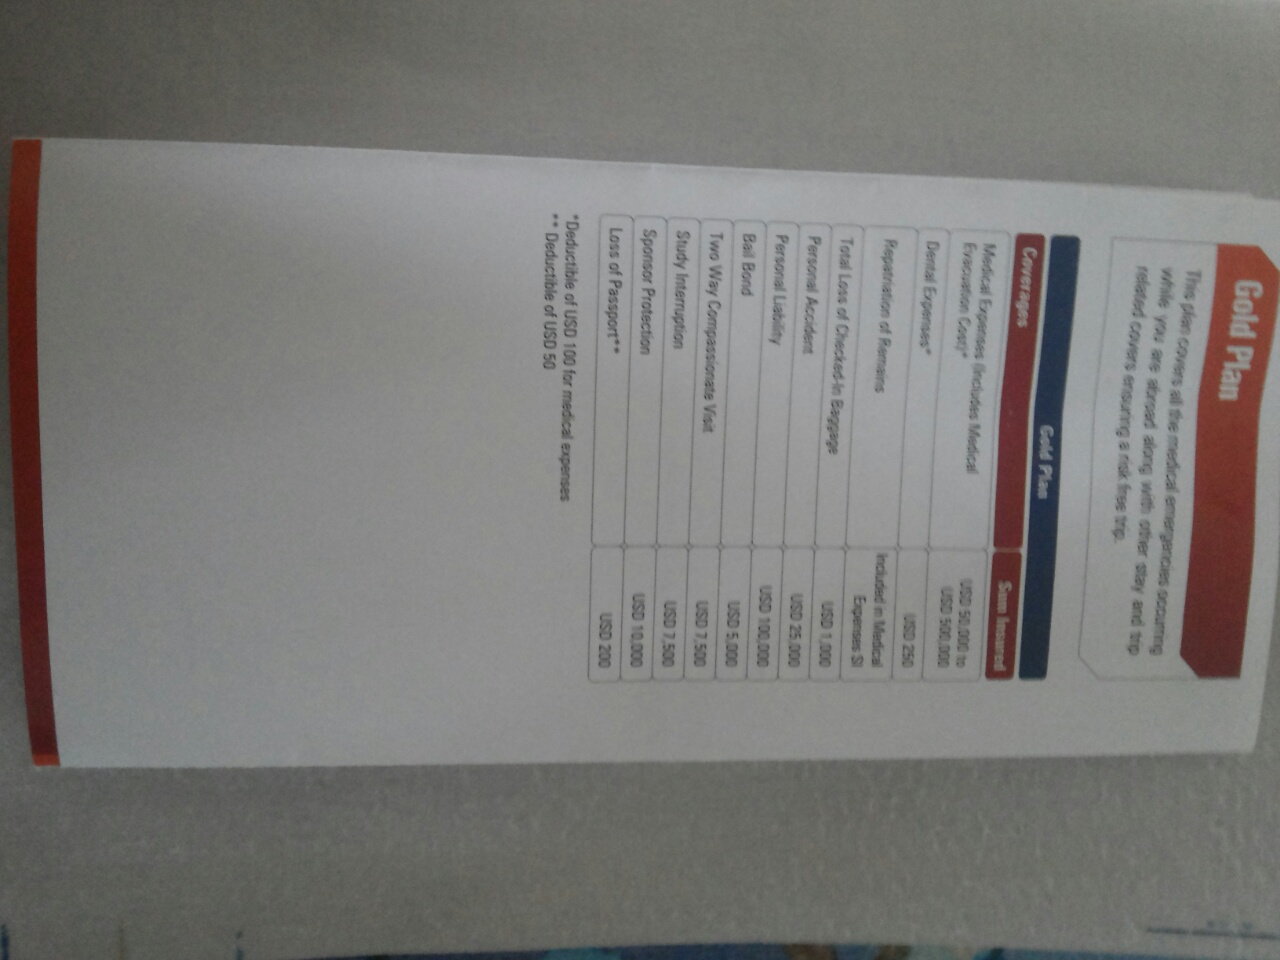 Gold Plan
This plan covers all the medical emergencies occurring
while you are abroad along with other stay and trip
related covers ensuring a risk free trip.
Gold Plan
Coverages Sum Insured
Medical Expenses (Includes Medical USD 50,000 to
Evacuation Cost)* USD 500,000
Dental Expenses* USD 250
Repatriation of Remains Included in Medical
Expenses SI
Total Loss of Checked-In Baggage USD 1,000
Personal Accident USD 25,000
Personal Liability USD 100,000
Bail Bond USD 5,000
Two Way Compassionate Visit USD 7,500
Study Interruption USD 7,500
Sponsor Protection USD 10,000
Loss of Passport** USD 200
*Deductible of USD 100 for medical expenses
** Deductible of USD 50